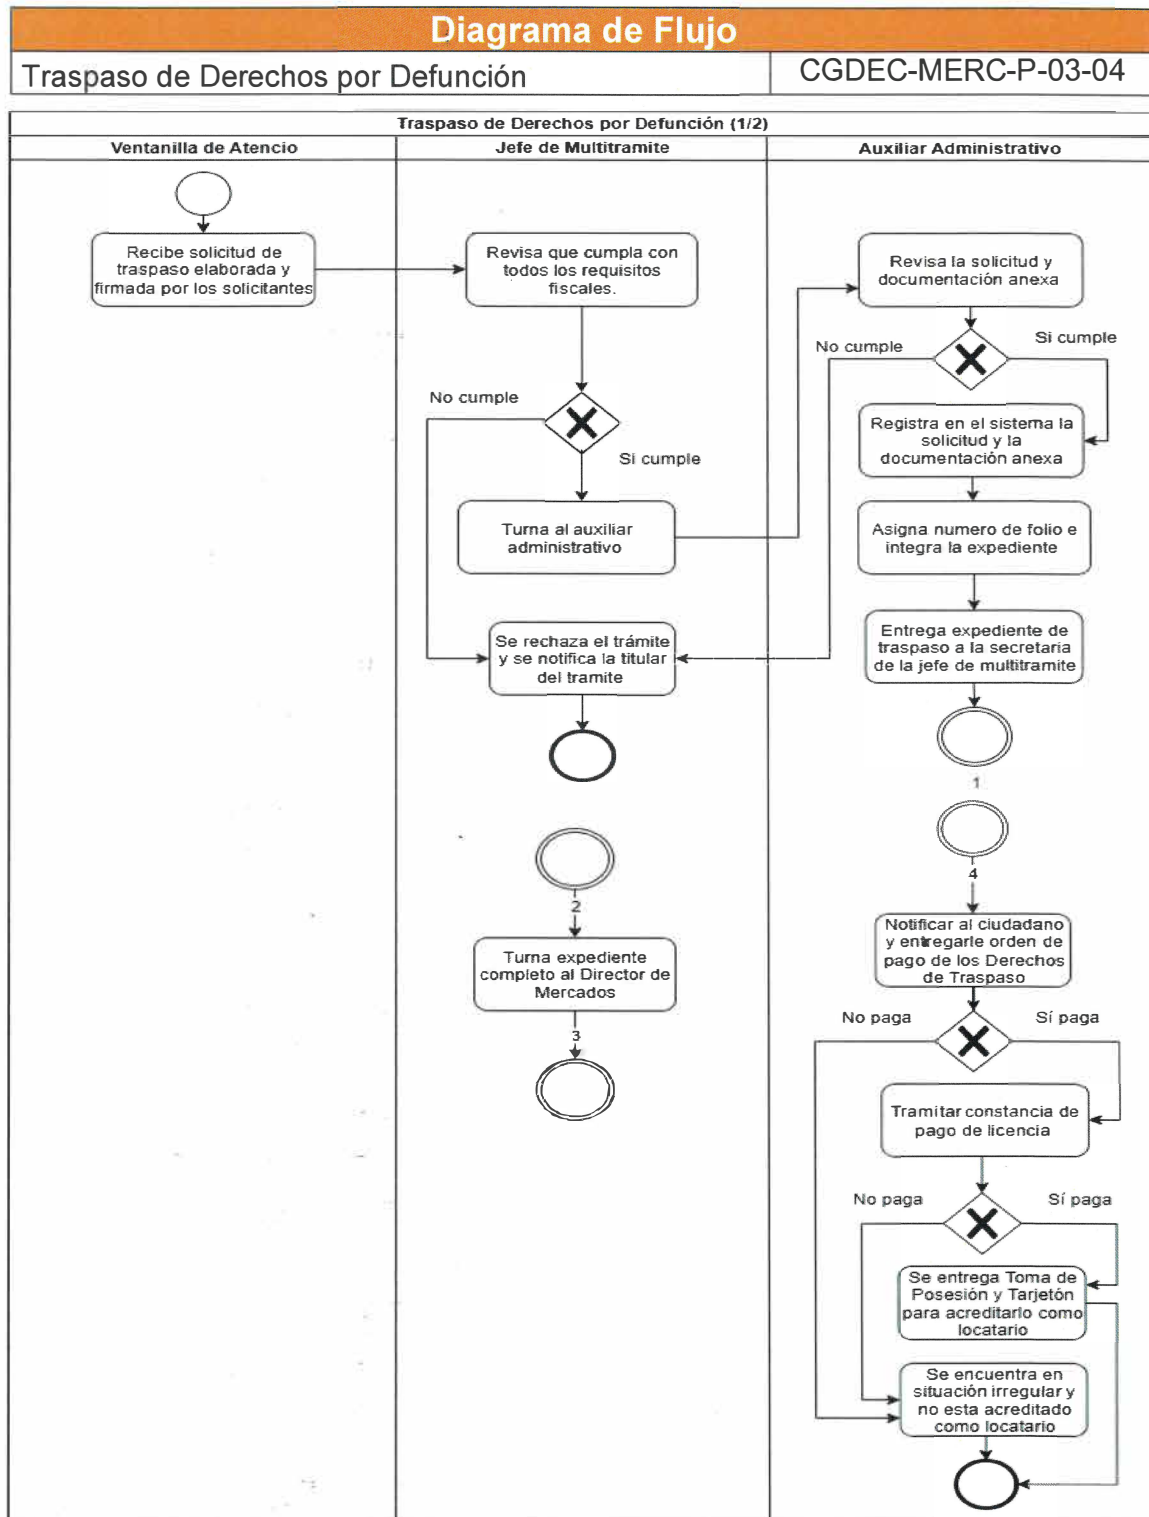 Diagrama de Flujo
Traspaso de Derechos por Defunción
CGDEC-MERC-P-03-04
Traspaso de Derechos por Defunción (1/2)
Ventanilla de Atencio
Jefe de Multitramite
Auxiliar Administrativo
Recibe solicitud de
traspaso elaborada y
firmada por los solicitantes
Revisa que cumpla con
todos los requisitos
fiscales.
No cumple
Si cumple
Turna al auxiliar
administrativo
Se rechaza el trámite
y se notifica la titular
del tramite
2
Turna expediente
completo al Director de
Mercados
3
Revisa la solicitud y
documentación anexa
No cumple
Si cumple
Registra en el sistema la
solicitud y la
documentación anexa
Asigna numero de folio e
integra la expediente
Entrega expediente de
traspaso a la secretaria
de la jefe de multitramite
1
4
Notificar al ciudadano
y entregarle orden de
pago de los Derechos
de Traspaso
No paga
Sí paga
Tramitar constancia de
pago de licencia
No paga
Sí paga
Se entrega Toma de
Posesión y Tarjetón
para acreditarlo como
locatario
Se encuentra en
situación irregular y
no esta acreditado
como locatario